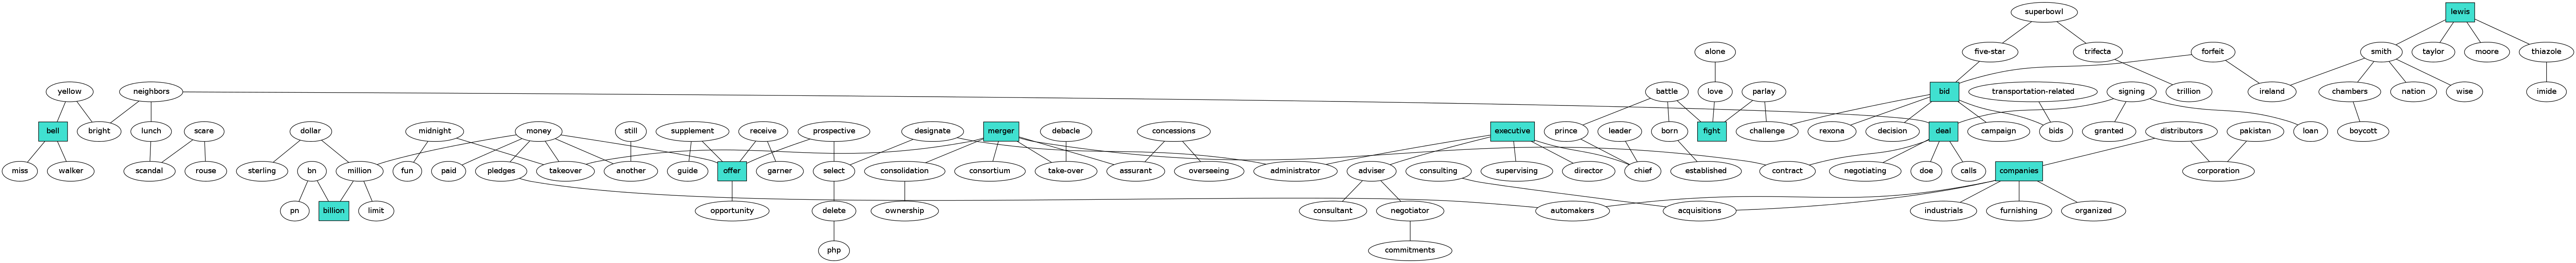 superbowl lewis
alone five-star trifecta forfeit smith taylor moore thiazole
yellow neighbors battle love parlay bid transportation-related signing trillion ireland chambers nation wise imide
bell bright lunch scare dollar midnight money still supplement receive prospective designate merger debacle concessions executive prince leader born fight challenge rexona decision deal campaign bids granted distributors pakistan loan boycott
miss walker scandal rouse sterling bn million fun paid pledges takeover another guide offer garner select consolidation consortium take-over assurant overseeing administrator adviser consulting supervising director chief established contract negotiating doe calls companies corporation
pn billion limit opportunity delete ownership consultant negotiator automakers acquisitions industrials furnishing organized
php commitments